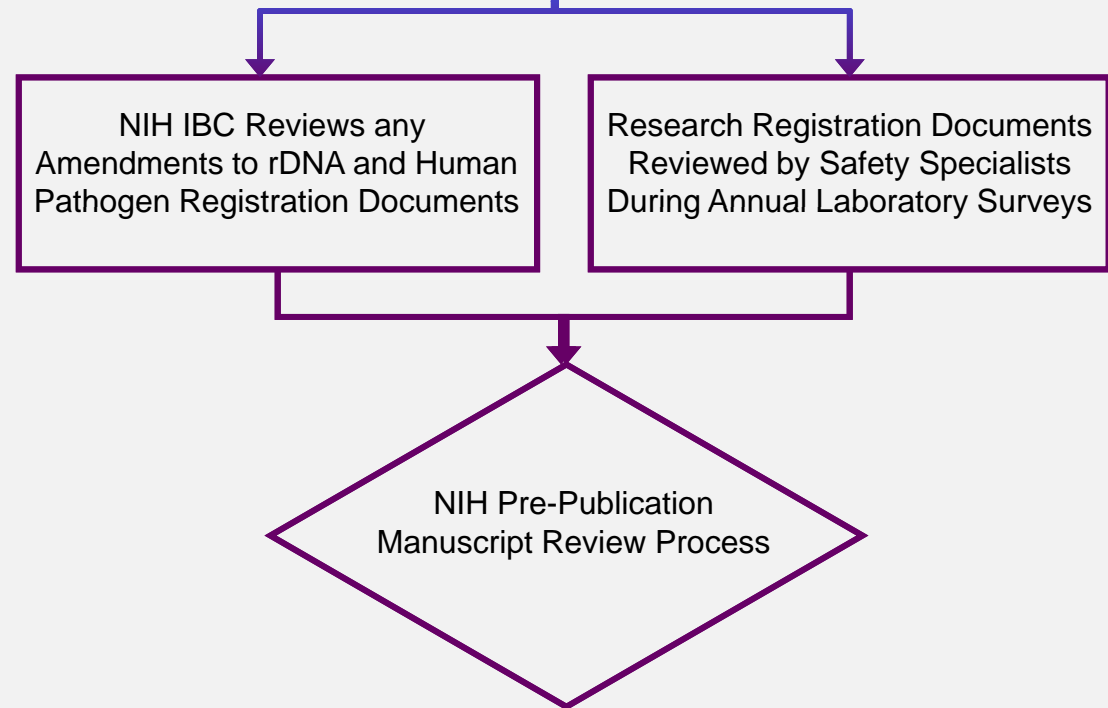 NIH IBC Reviews any
Amendments to rDNA and Human
Pathogen Registration Documents
Research Registration Documents
Reviewed by Safety Specialists
During Annual Laboratory Surveys
NIH Pre-Publication
Manuscript Review Process